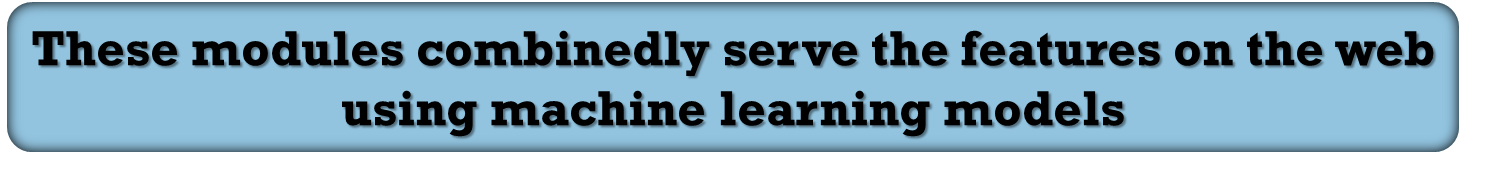 These modules combinedly serve the features on the web
using machine learning models